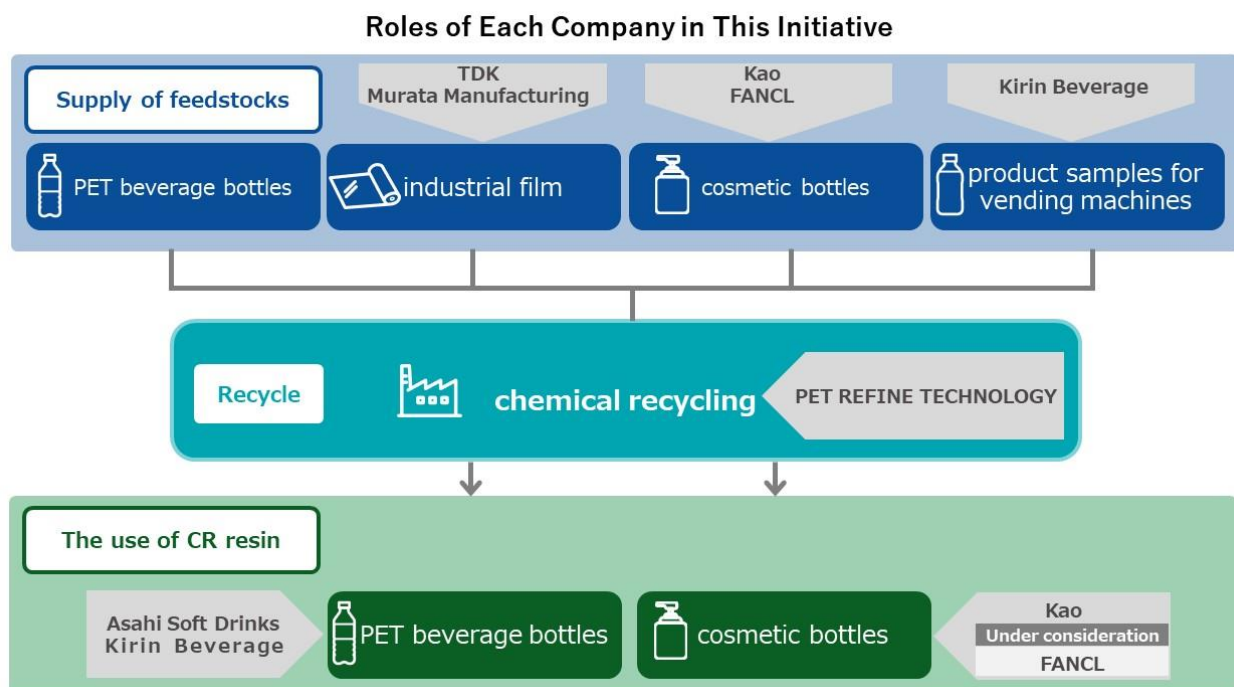 Roles of Each Company in This Initiative
Supply of feedstocks
TDK
Murata Manufacturing
Kao
FANCL
Kirin Beverage
PET beverage bottles
industrial film
cosmetic bottles
product samples for
vending machines
Recycle
chemical recycling
PET REFINE TECHNOLOGY
The use of CR resin
Asahi Soft Drinks
Kirin Beverage
PET beverage bottles
cosmetic bottles
Kao
Under consideration
FANCL